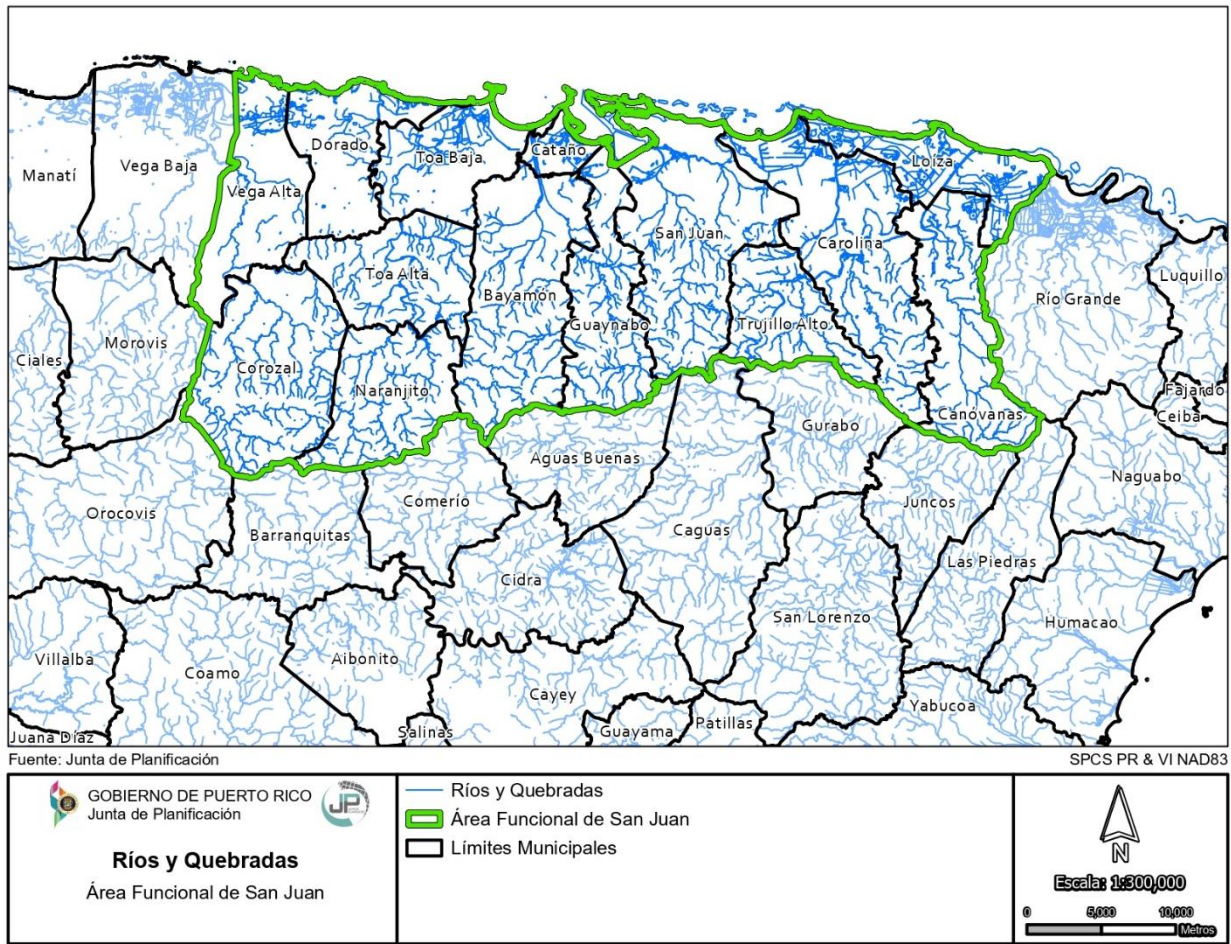 Manatí
Vega Baja
Vega Alta
Dorado
Toa Baja
Cataño
Loíza
San Juan
Carolina
Toa Alta
Bayamón
Guaynabo
Trujillo Alto
Río Grande
Luquillo
Ciales
Morovis
Corozal
Naranjito
Canóvanas
Fajardo
Ceiba
Gurabo
Aguas Buenas
Naguabo
Orocovis
Barranquitas
Comerío
Caguas
Juncos
Las Piedras
Cidra
San Lorenzo
Humacao
Villalba
Coamo
Aibonito
Cayey
Yabucoa
Juana Díaz
Salinas
Guayama
Patillas
Fuente: Junta de Planificación
SPCS PR & VI NAD83
GOBIERNO DE PUERTO RICO
Junta de Planificación
JP
Ríos y Quebradas
Área Funcional de San Juan
Ríos y Quebradas
Área Funcional de San Juan
Límites Municipales
N
Escala: 1:300,000
0 5,000 10,000
Metros